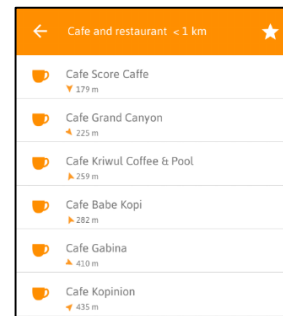 Cafe and restaurant < 1 km
Cafe Score Caffe
179 m
Cafe Grand Canyon
225 m
Cafe Kriwul Coffee & Pool
259 m
Cafe Babe Kopi
282 m
Cafe Gabina
410 m
Cafe Kopinion
435 m